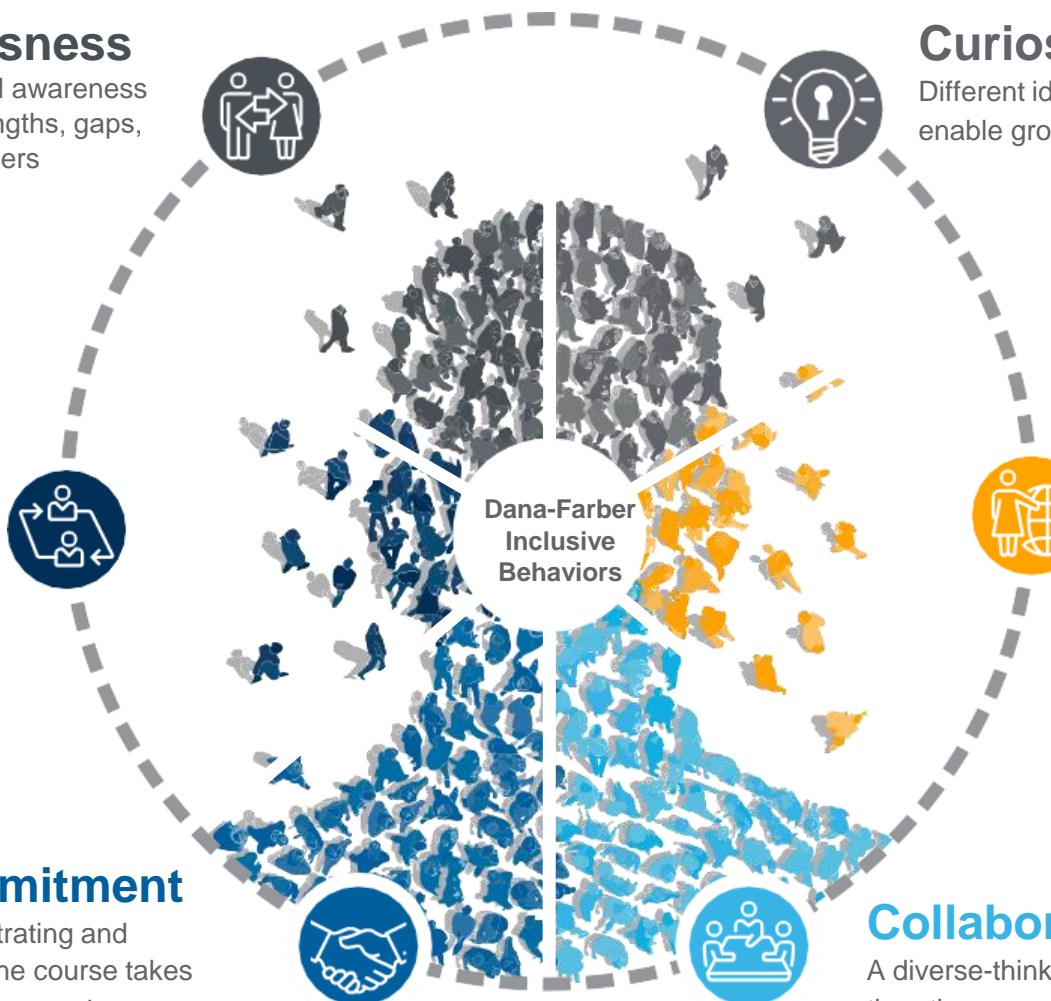 sness
awareness
ngths, gaps,
ers
Curios
Different id
enable gro
Dana-Farber
Inclusive
Behaviors
mitment
trating and
ne course takes
Collabor
A diverse-think